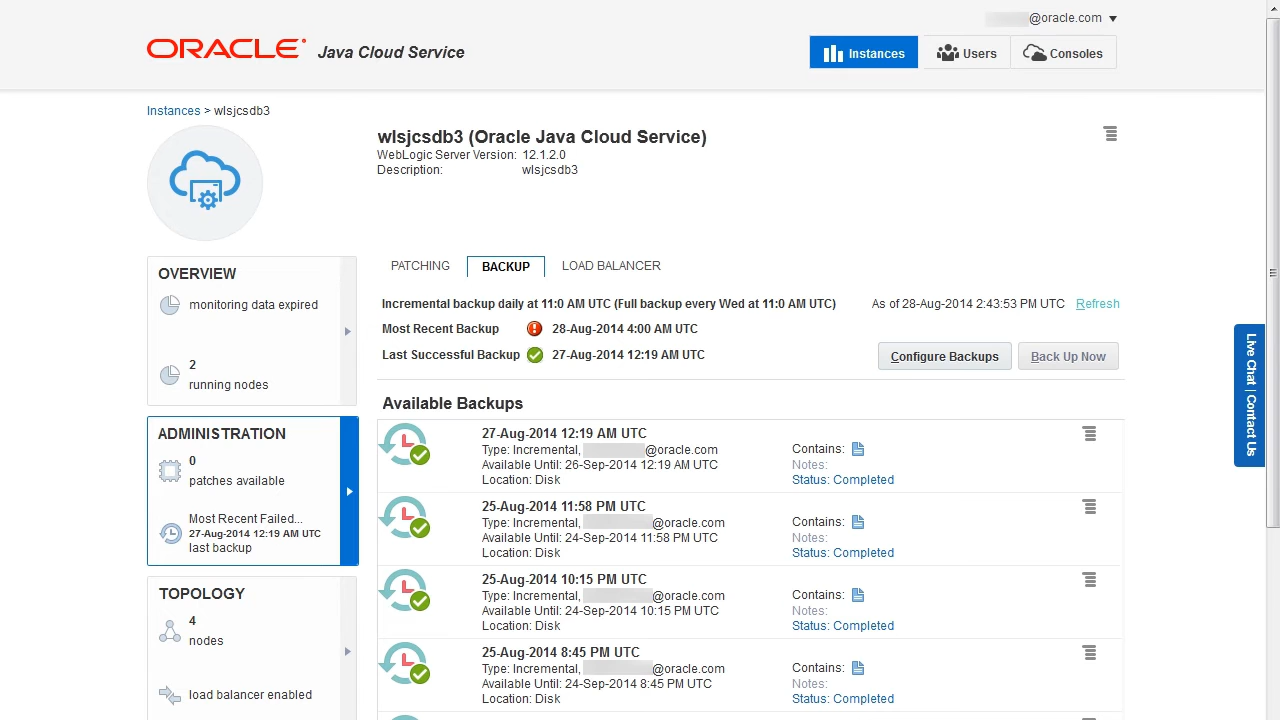 @oracle.com
ORACLE Java Cloud Service
Instances
Users
Consoles
Instances > wlsjcsdb3
wlsjcsdb3 (Oracle Java Cloud Service)
WebLogic Server Version: 12.1.2.0
Description: wlsjcsdb3
OVERVIEW
monitoring data expired
2
running nodes
ADMINISTRATION
0
patches available
Most Recent Failed...
27-Aug-2014 12:19 AM UTC
last backup
TOPOLOGY
4
nodes
load balancer enabled
PATCHING
BACKUP
LOAD BALANCER
Incremental backup daily at 11:0 AM UTC (Full backup every Wed at 11:0 AM UTC)
As of 28-Aug-2014 2:43:53 PM UTC Refresh
Most Recent Backup 28-Aug-2014 4:00 AM UTC
Last Successful Backup 27-Aug-2014 12:19 AM UTC
Configure Backups
Back Up Now
Available Backups
27-Aug-2014 12:19 AM UTC
Type: Incremental, @oracle.com
Available Until: 26-Sep-2014 12:19 AM UTC
Location: Disk
Contains:
Notes:
Status: Completed
25-Aug-2014 11:58 PM UTC
Type: Incremental, @oracle.com
Available Until: 24-Sep-2014 11:58 PM UTC
Location: Disk
Contains:
Notes:
Status: Completed
25-Aug-2014 10:15 PM UTC
Type: Incremental, @oracle.com
Available Until: 24-Sep-2014 10:15 PM UTC
Location: Disk
Contains:
Notes:
Status: Completed
25-Aug-2014 8:45 PM UTC
Type: Incremental, @oracle.com
Available Until: 24-Sep-2014 8:45 PM UTC
Location: Disk
Contains:
Notes:
Status: Completed
Live Chat | Contact Us